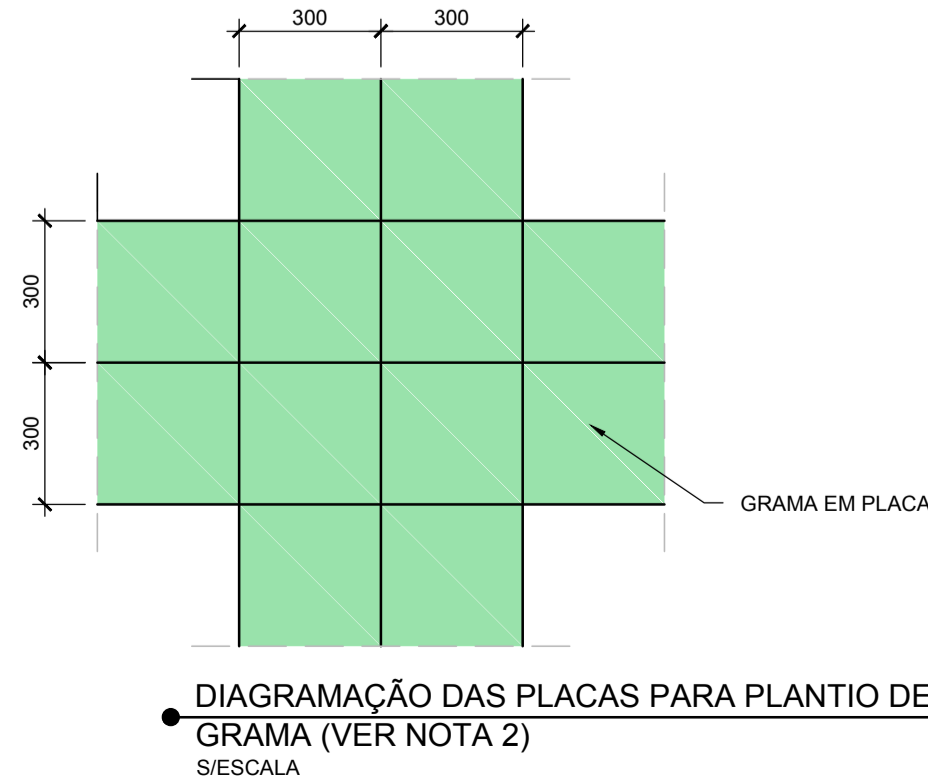 300 300
300
300
GRAMA EM PLACA
DIAGRAMAÇÃO DAS PLACAS PARA PLANTIO DE
GRAMA (VER NOTA 2)
S/ESCALA